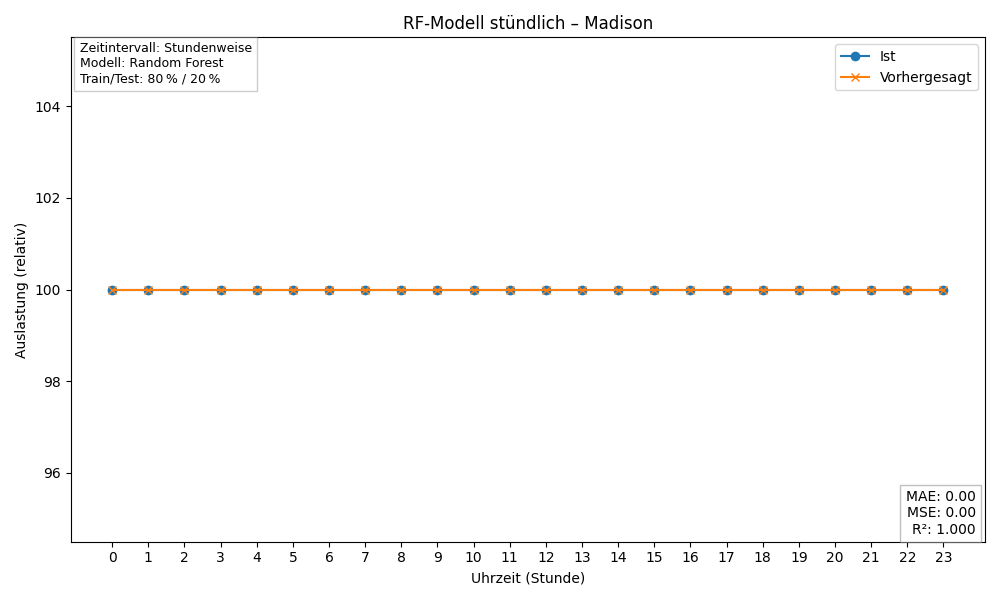 RF-Modell stündlich – Madison
Zeitintervall: Stundenweise
Modell: Random Forest
Train/Test: 80 % / 20 %
Ist
Vorhergesagt
Auslastung (relativ)
104
102
100
98
96
MAE: 0.00
MSE: 0.00
R²: 1.000
0 1 2 3 4 5 6 7 8 9 10 11 12 13 14 15 16 17 18 19 20 21 22 23
Uhrzeit (Stunde)